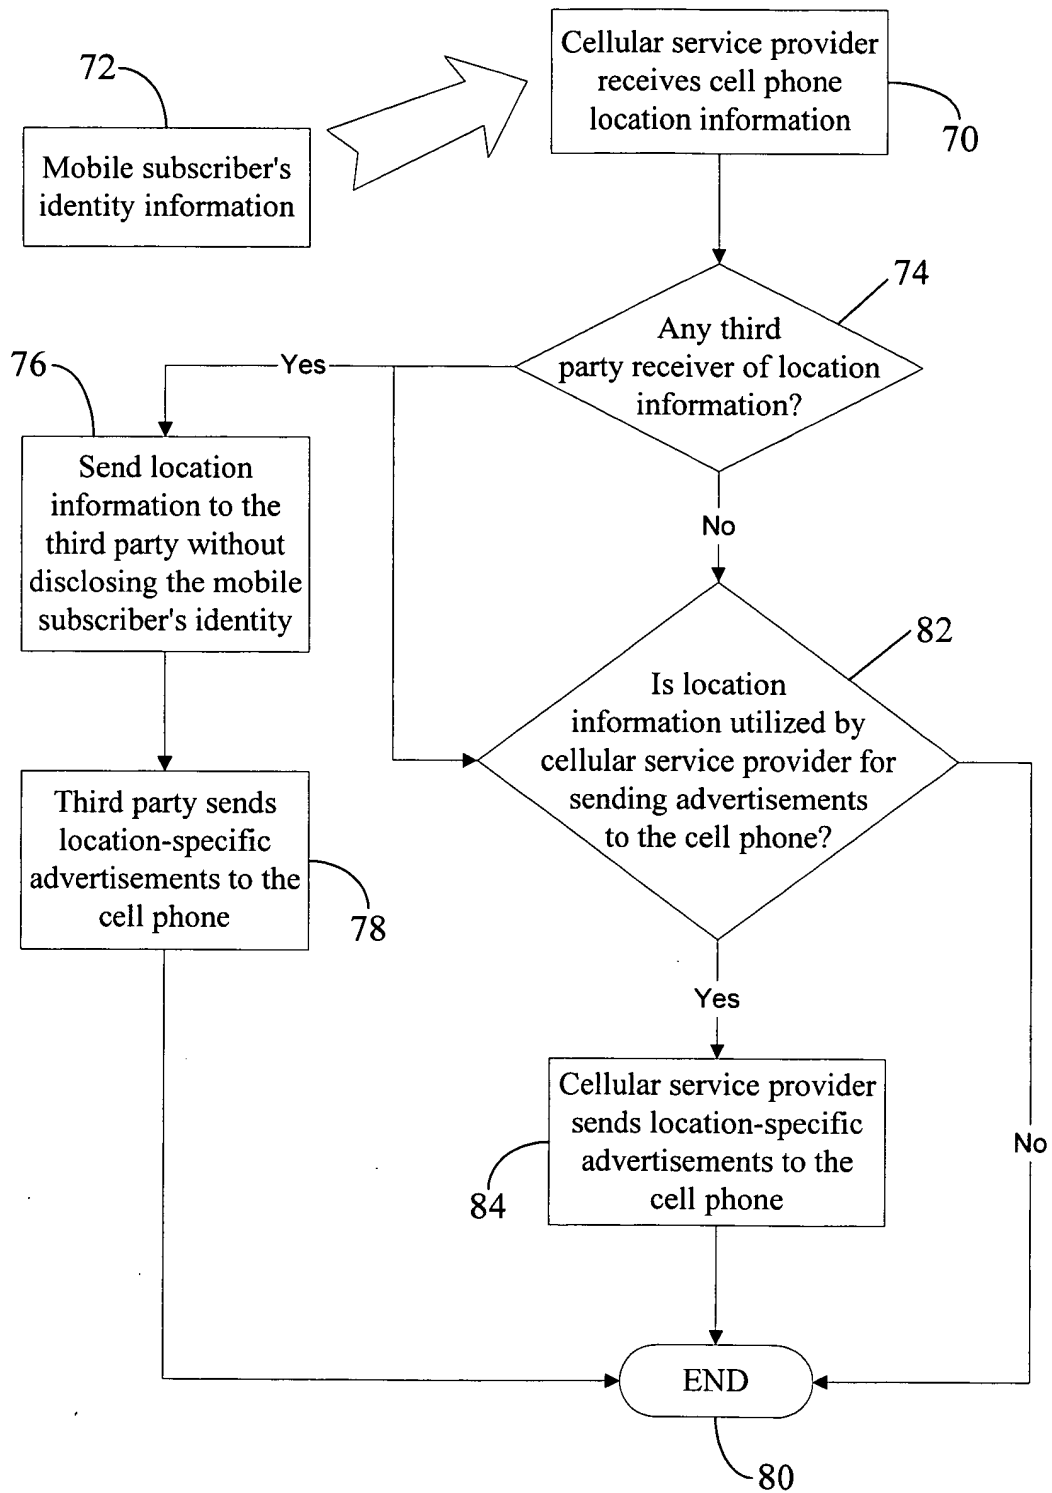 Cellular service provider
receives cell phone
location information
70
72
Mobile subscriber's
identity information
74
Any third
party receiver of location
information?
Yes
76
Send location
information to the
third party without
disclosing the mobile
subscriber's identity
No
82
Is location
information utilized by
cellular service provider for
sending advertisements
to the cell phone?
Third party sends
location-specific
advertisements to the
cell phone
78
Yes
Cellular service provider
sends location-specific
advertisements to the
cell phone
84
No
END
80